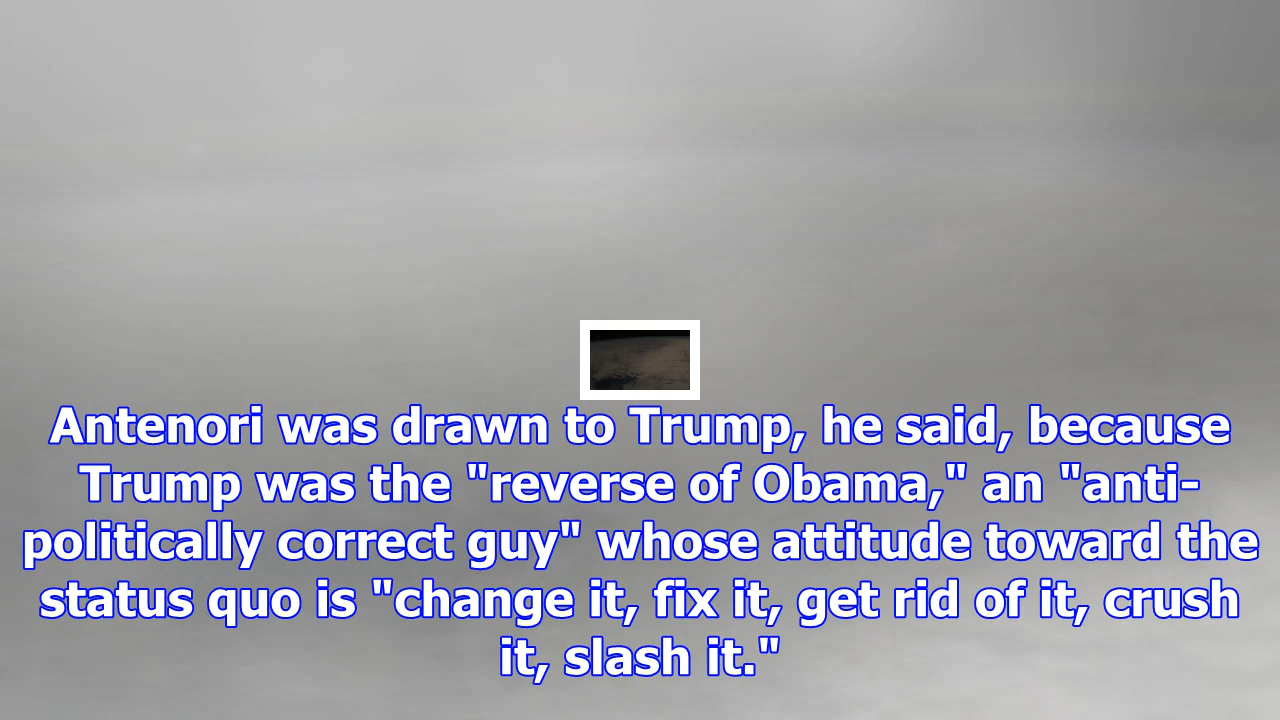 Antenori was drawn to Trump, he said, because
Trump was the "reverse of Obama," an "anti-
politically correct guy" whose attitude toward the
status quo is "change it, fix it, get rid of it, crush
it, slash it."